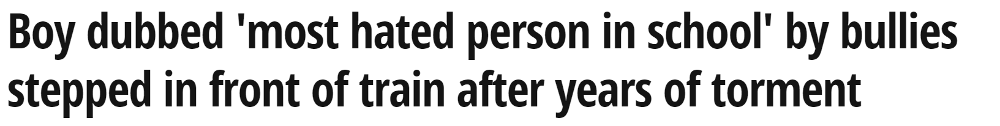 Boy dubbed 'most hated person in school' by bullies
stepped in front of train after years of torment